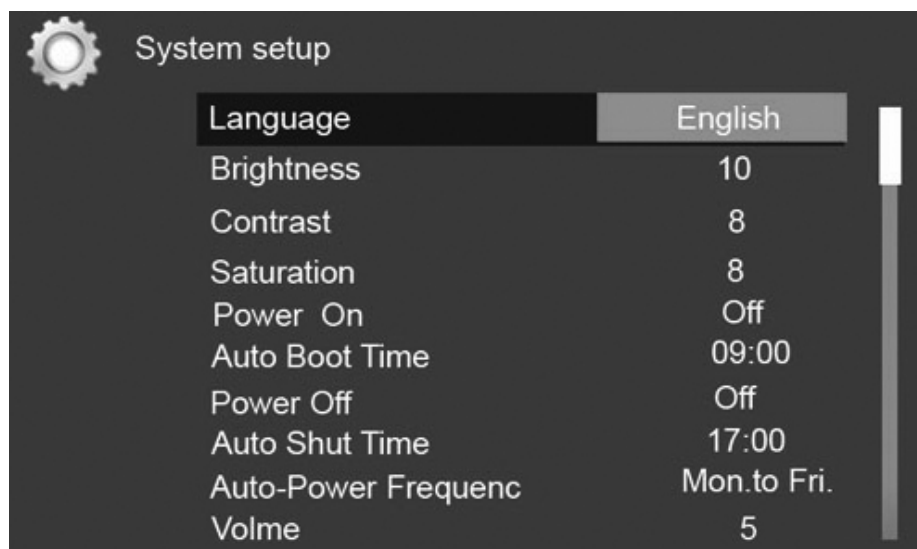 System setup
Language English
Brightness 10
Contrast 8
Saturation 8
Power On Off
Auto Boot Time 09:00
Power Off Off
Auto Shut Time 17:00
Auto-Power Frequenc Mon.to Fri.
Volme 5